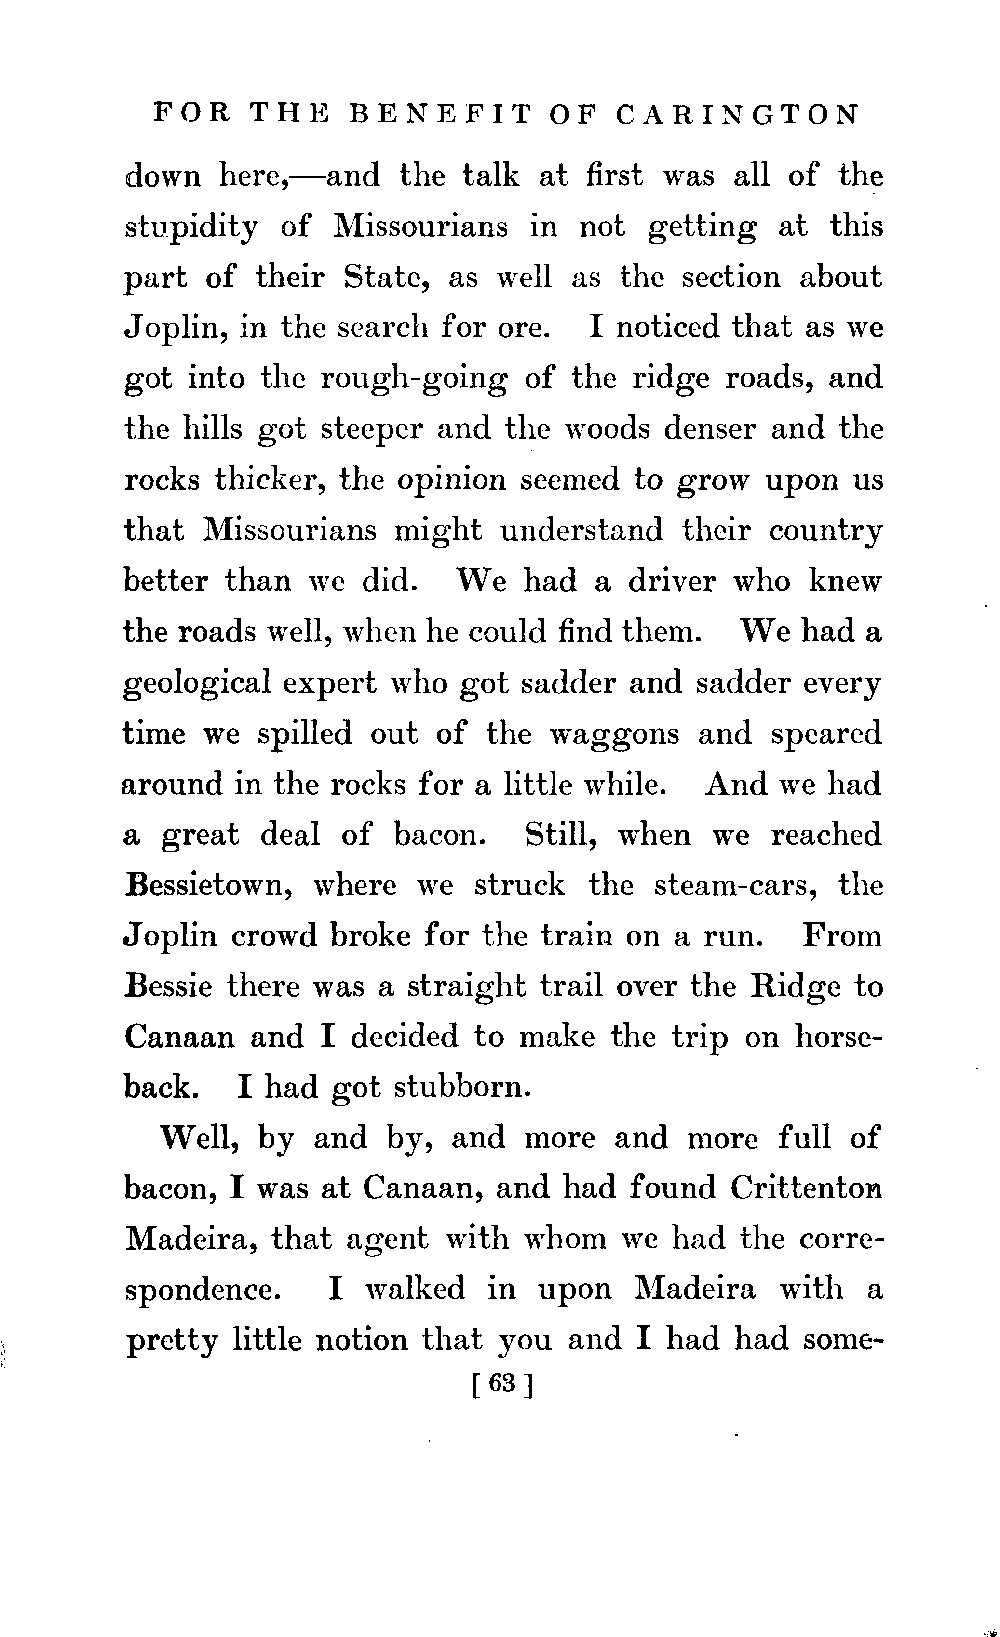 FOR THE BENEFIT OF CARINGTON
down here,—and the talk at first was all of the
stupidity of Missourians in not getting at this
part of their State, as well as the section about
Joplin, in the search for ore. I noticed that as we
got into the rough-going of the ridge roads, and
the hills got steeper and the woods denser and the
rocks thicker, the opinion seemed to grow upon us
that Missourians might understand their country
better than we did. We had a driver who knew
the roads well, when he could find them. We had a
geological expert who got sadder and sadder every
time we spilled out of the waggons and speared
around in the rocks for a little while. And we had
a great deal of bacon. Still, when we reached
Bessietown, where we struck the steam-cars, the
Joplin crowd broke for the train on a run. From
Bessie there was a straight trail over the Ridge to
Canaan and I decided to make the trip on horse-
back. I had got stubborn.
Well, by and by, and more and more full of
bacon, I was at Canaan, and had found Crittenton
Madeira, that agent with whom we had the corre-
spondence. I walked in upon Madeira with a
pretty little notion that you and I had had some-
[63]